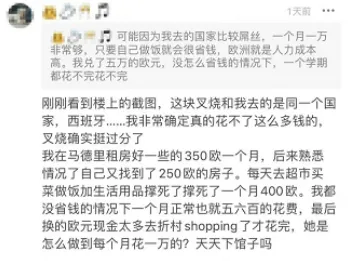 1天前
可能因为我去的国家比较屌丝，一个月一万
非常够，只要自己做饭就会很省钱，欧洲就是人力成本
高。我兑了五万的欧元，没怎么省钱的情况下，一个学期
都花不完花不完
刚刚看到楼上的截图，这块叉烧和我去的是同一个国
家，西班牙......我非常确定真的花不了这么多钱的，
叉烧确实挺过分了
我在马德里租房好一些的350欧一个月，后来熟悉
情况了自己又找到了250欧的房子。每天去超市买
菜做饭加生活用品撑死了撑死了一个月400欧。我都
没省钱的情况下一个月正常也就五六百的花费，最后
换的欧元现金太多去折村shopping了才花完，她是
怎么做到每个月花一万的？天天下馆子吗